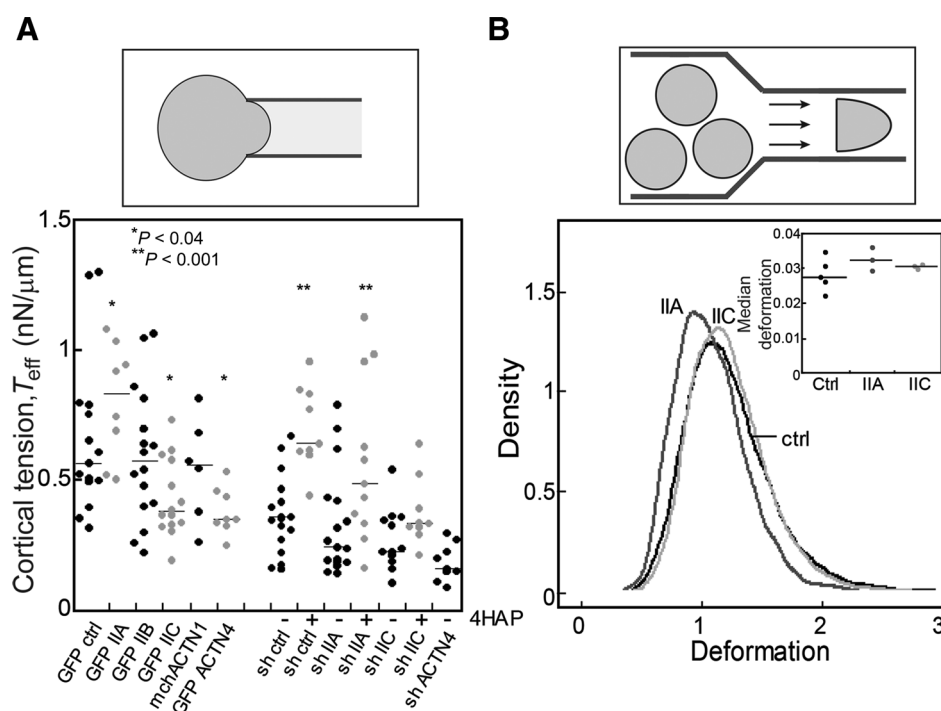 A
B
1.5
1
0.5
0
Cortical tension, Teff (nN/μm)
*P < 0.04
**P < 0.001
*
*
*
**
**
GFP ctrl
GFP IIA
GFP IIB
GFP IIC
mchACTN1
GFP ACTN4
sh ctrl
sh ctrl
sh IIA
sh IIA
sh IIC
sh IIC
sh ACTN4
- + - + - + -
4HAP
1.5
1
0.5
0
Density
IIA
IIC
ctrl
0 1 2 3
Deformation
0.04
0.03
0.02
0.01
0
Median
deformation
Ctrl IIA IIC